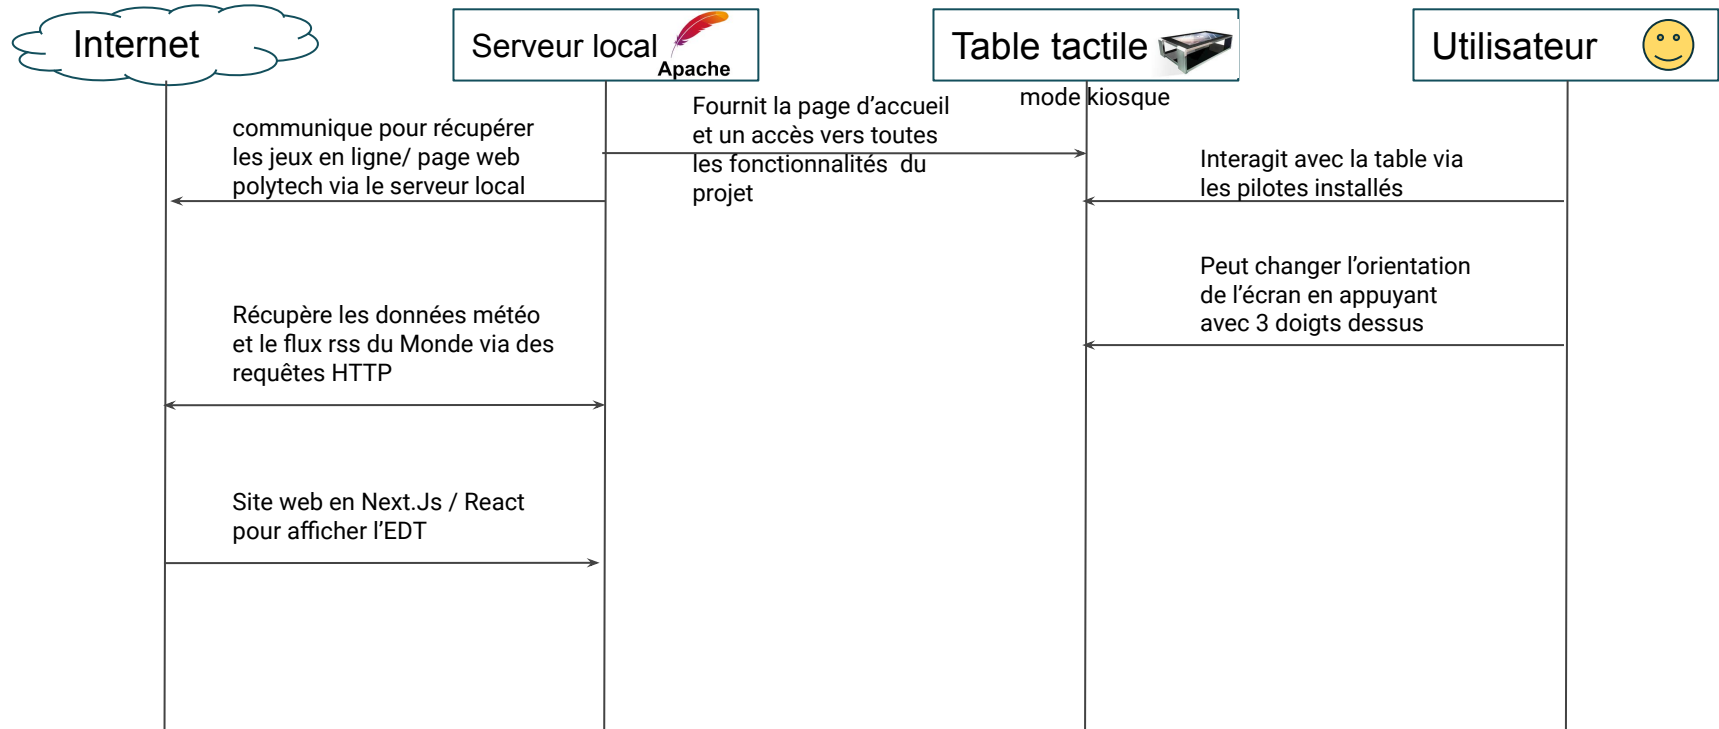 Internet
Serveur local
Apache
Table tactile
Utilisateur
mode kiosque
communique pour récupérer
les jeux en ligne/ page web
polytech via le serveur local
Fournit la page d’accueil
et un accès vers toutes
les fonctionnalités  du
projet
Interagit avec la table via
les pilotes installés
Peut changer l’orientation
de l’écran en appuyant
avec 3 doigts dessus
Récupère les données météo
et le flux rss du Monde via des
requêtes HTTP
Site web en Next.Js / React
pour afficher l’EDT